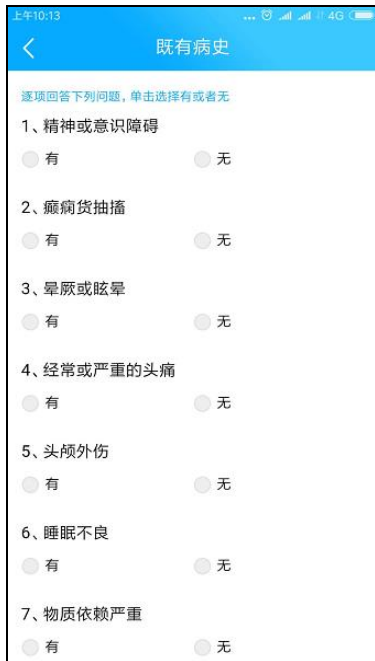 上午10:13
... 4G
既有病史
逐项回答下列问题，单击选择有或者无
1、精神或意识障碍
有 无
2、癫痫货抽搐
有 无
3、晕厥或眩晕
有 无
4、经常或严重的头痛
有 无
5、头颅外伤
有 无
6、睡眠不良
有 无
7、物质依赖严重
有 无